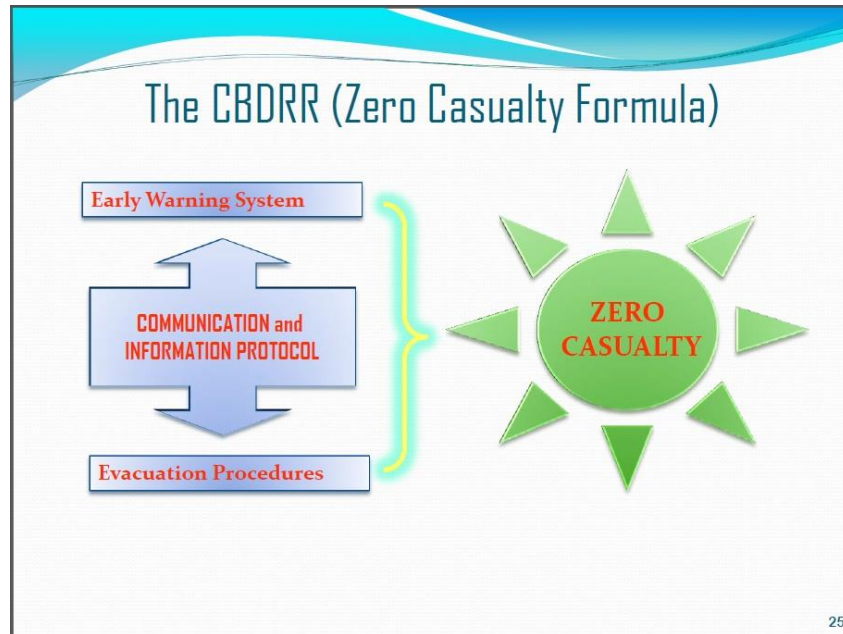 The CBDRR (Zero Casualty Formula)
Early Warning System
COMMUNICATION and
INFORMATION PROTOCOL
Evacuation Procedures
ZERO
CASUALTY
25